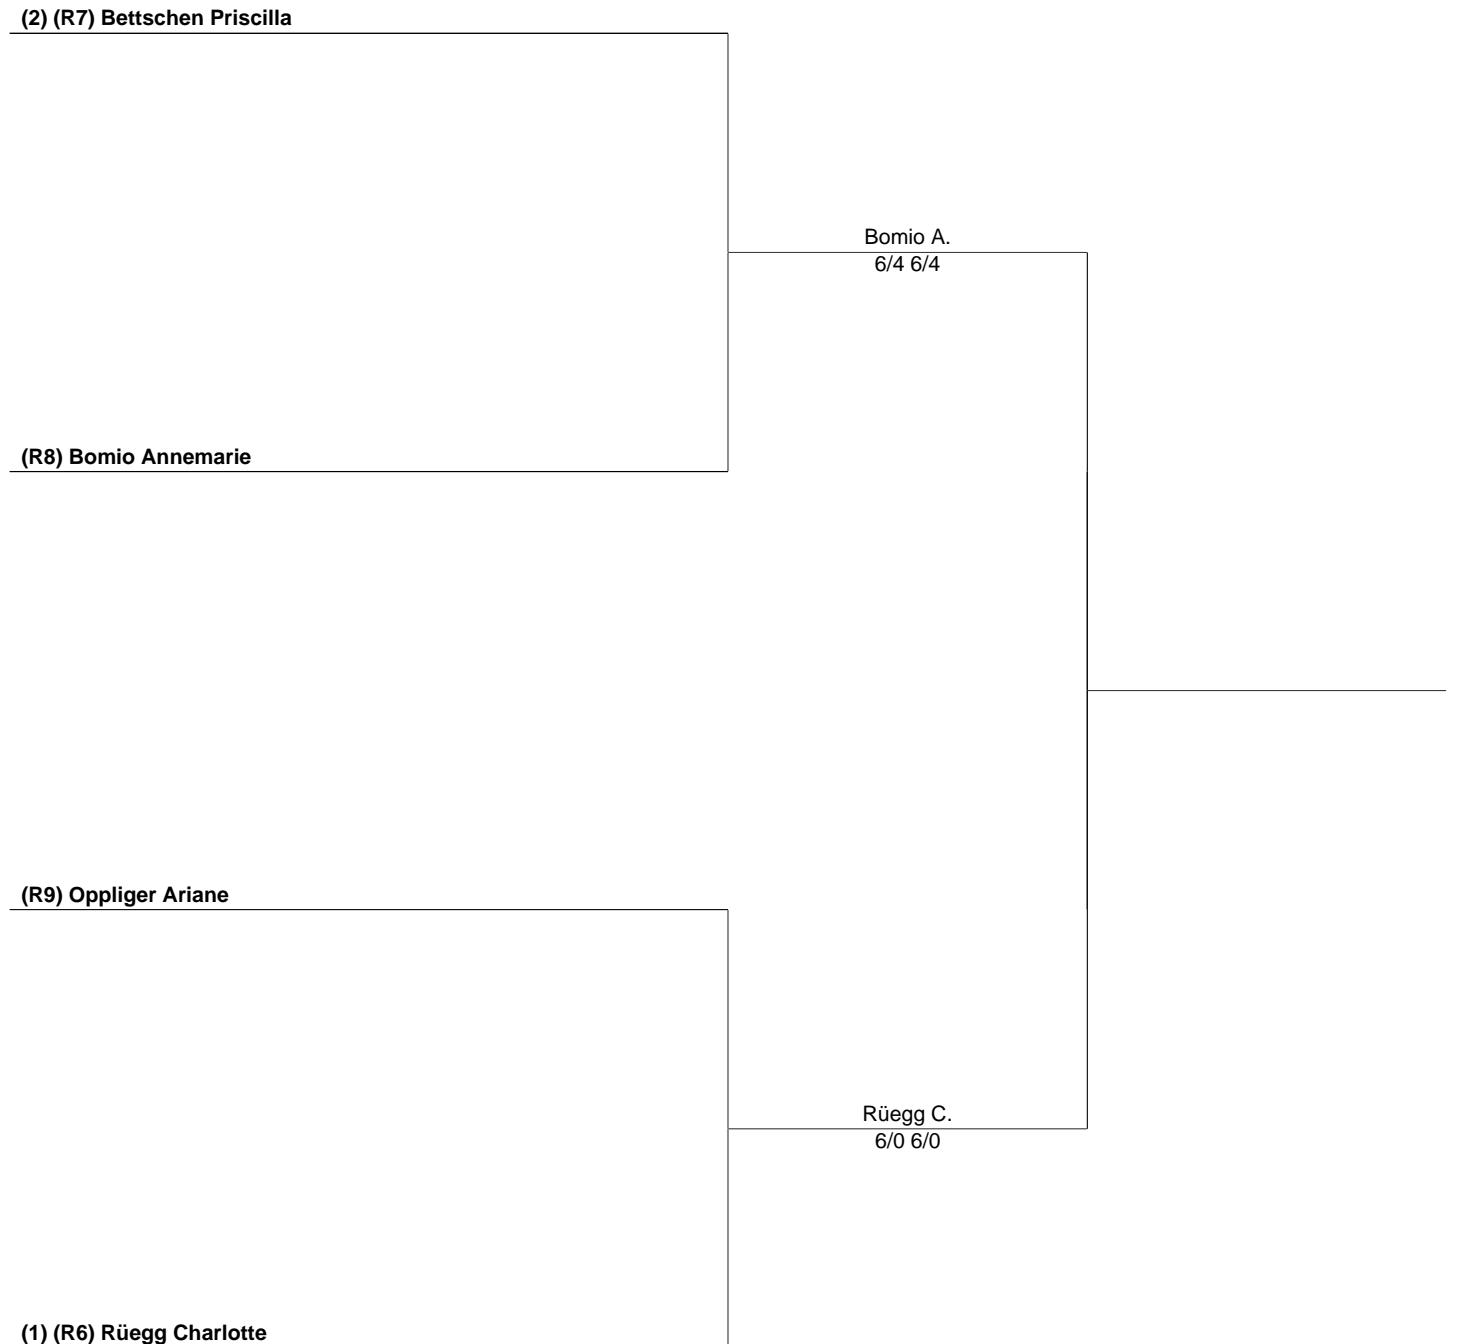 (2) (R7) Bettschen Priscilla
Bomio A.
6/4 6/4
(R8) Bomio Annemarie
(R9) Oppliger Ariane
Rüegg C.
6/0 6/0
(1) (R6) Rüegg Charlotte